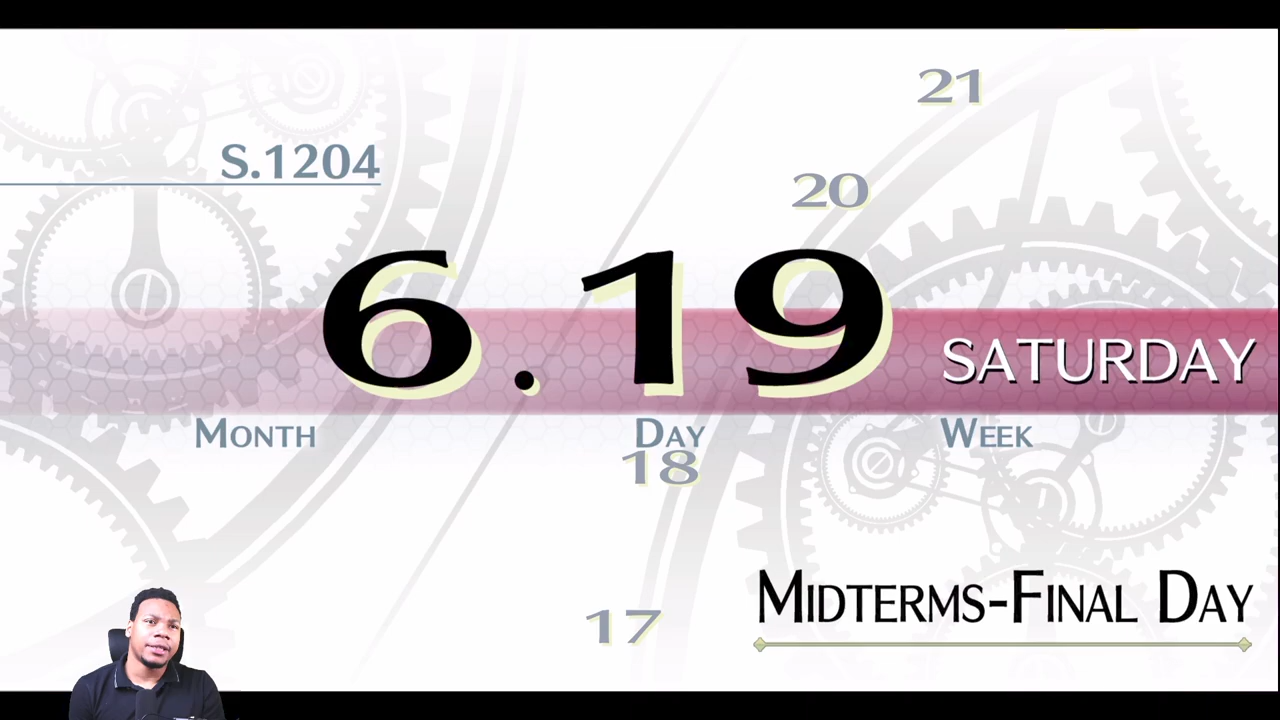 21
S.1204
20
6.19
SATURDAY
MONTH
DAY
WEEK
18
MIDTERMS-FINAL DAY
17